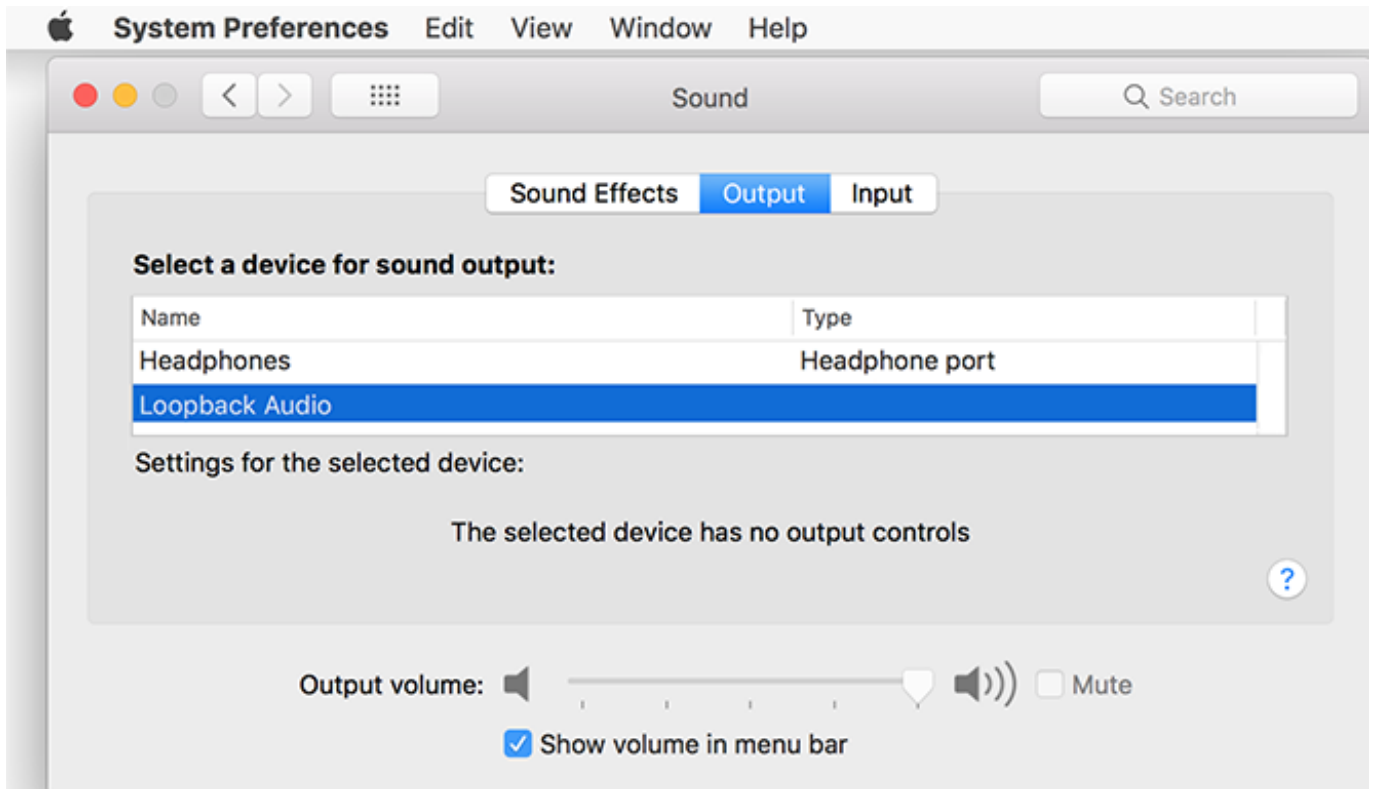 System Preferences Edit View Window Help
Sound
Search
Sound Effects Output Input
Select a device for sound output:
Name Type
Headphones Headphone port
Loopback Audio
Settings for the selected device:
The selected device has no output controls
?
Output volume: Mute
Show volume in menu bar